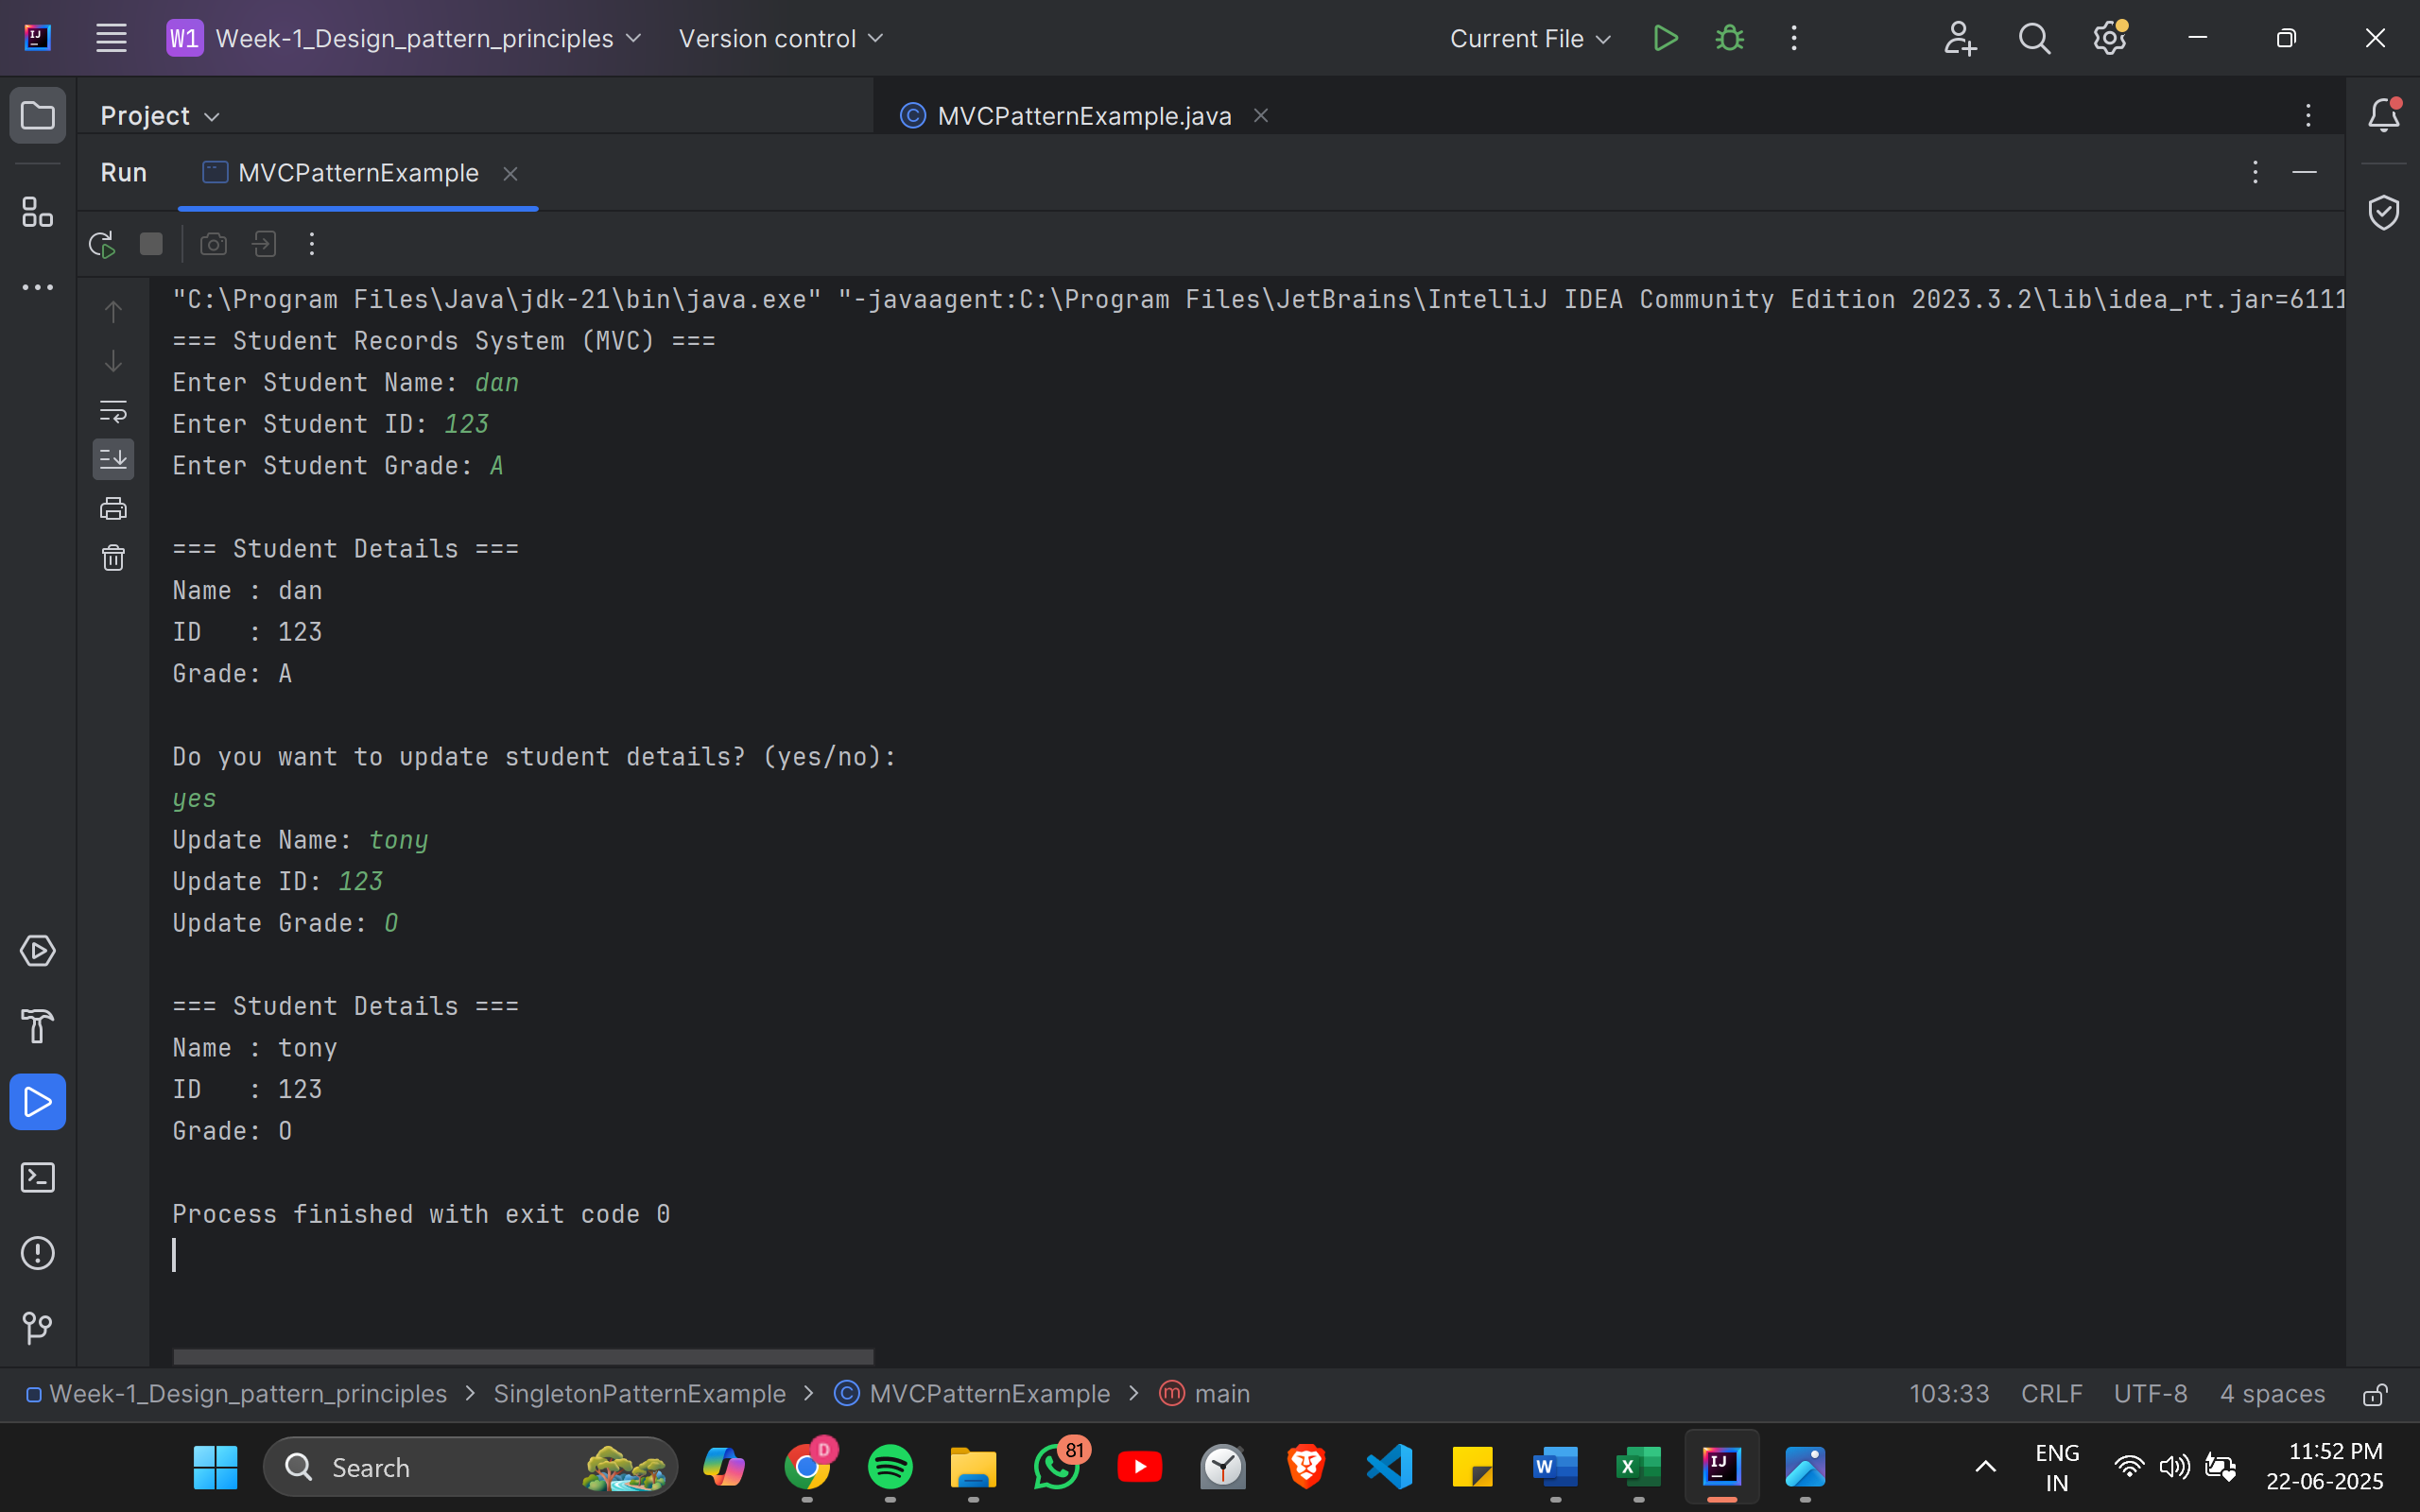 W1 Week-1_Design_pattern_principles Version control Current File
Project MVCPatternExample.java
Run MVCPatternExample
"C:\Program Files\Java\jdk-21\bin\java.exe" "-javaagent:C:\Program Files\JetBrains\IntelliJ IDEA Community Edition 2023.3.2\lib\idea_rt.jar=6111
=== Student Records System (MVC) ===
Enter Student Name: dan
Enter Student ID: 123
Enter Student Grade: A
=== Student Details ===
Name : dan
ID   : 123
Grade: A
Do you want to update student details? (yes/no):
yes
Update Name: tony
Update ID: 123
Update Grade: O
=== Student Details ===
Name : tony
ID   : 123
Grade: O
Process finished with exit code 0
Week-1_Design_pattern_principles > SingletonPatternExample > MVCPatternExample > main 103:33 CRLF UTF-8 4 spaces
Search D 81 ENG 11:52 PM
IN 22-06-2025